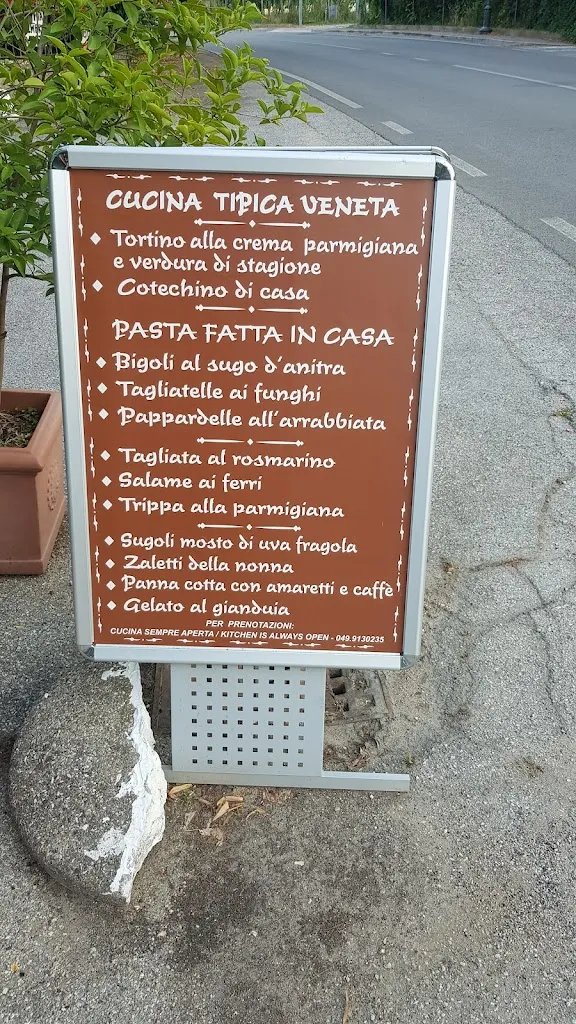 CUCINA TIPICA VENETA
Tortino alla crema parmigiana
e verdura di stagione
Cotechino di casa
PASTA FATTA IN CASA
Bigoli al sugo d'anitra
Tagliatelle ai funghi
Pappardelle all'arrabbiata
Tagliata al rosmarino
Salame ai ferri
Trippa alla parmigiana
Sugoli mosto di uva fragola
Zaletti della nonna
Panna cotta con amaretti e caffè
Gelato al gianduia
PER PRENOTAZIONI:
CUCINA SEMPRE APERTA / KITCHEN IS ALWAYS OPEN - 049.9130235